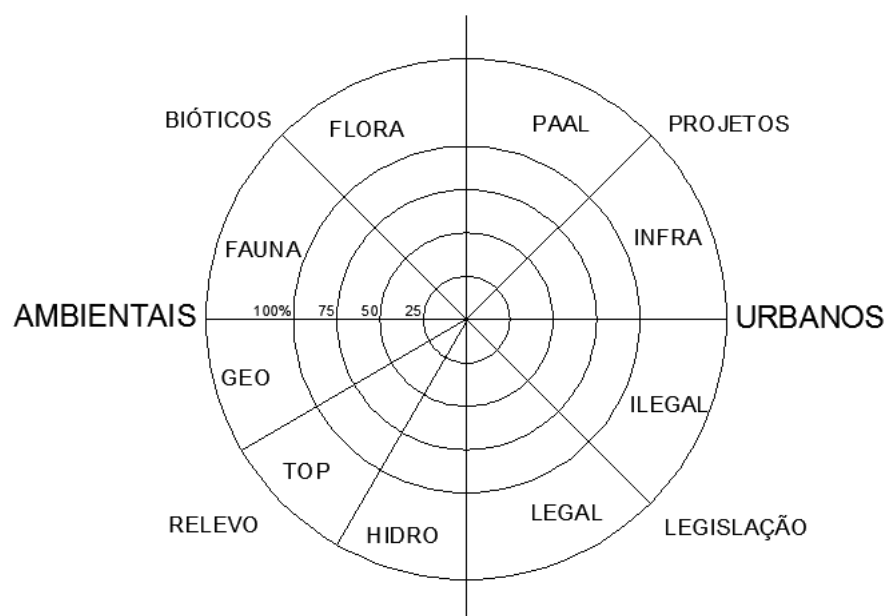 BIÓTICOS
FLORA
PAAL
PROJETOS
FAUNA
INFRA
100% 75 50 25
AMBIENTAIS
URBANOS
GEO
ILEGAL
TOP
RELEVO
HIDRO
LEGAL
LEGISLAÇÃO